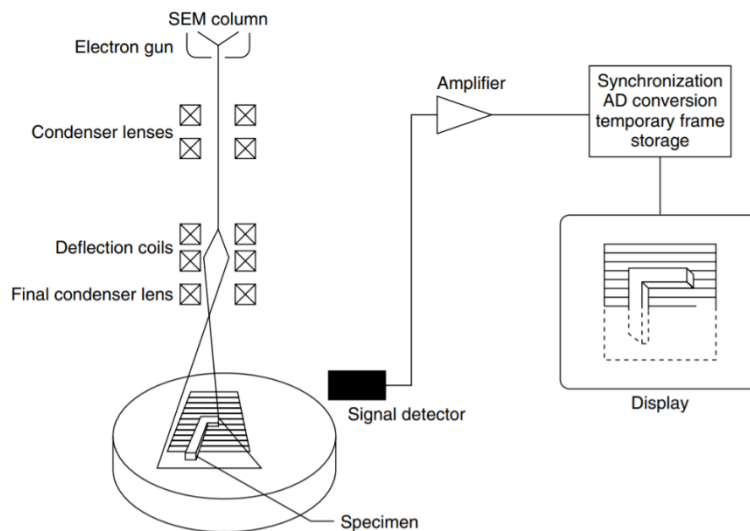 SEM column
Electron gun
Condenser lenses
Deflection coils
Final condenser lens
Specimen
Signal detector
Amplifier
Synchronization
AD conversion
temporary frame
storage
Display